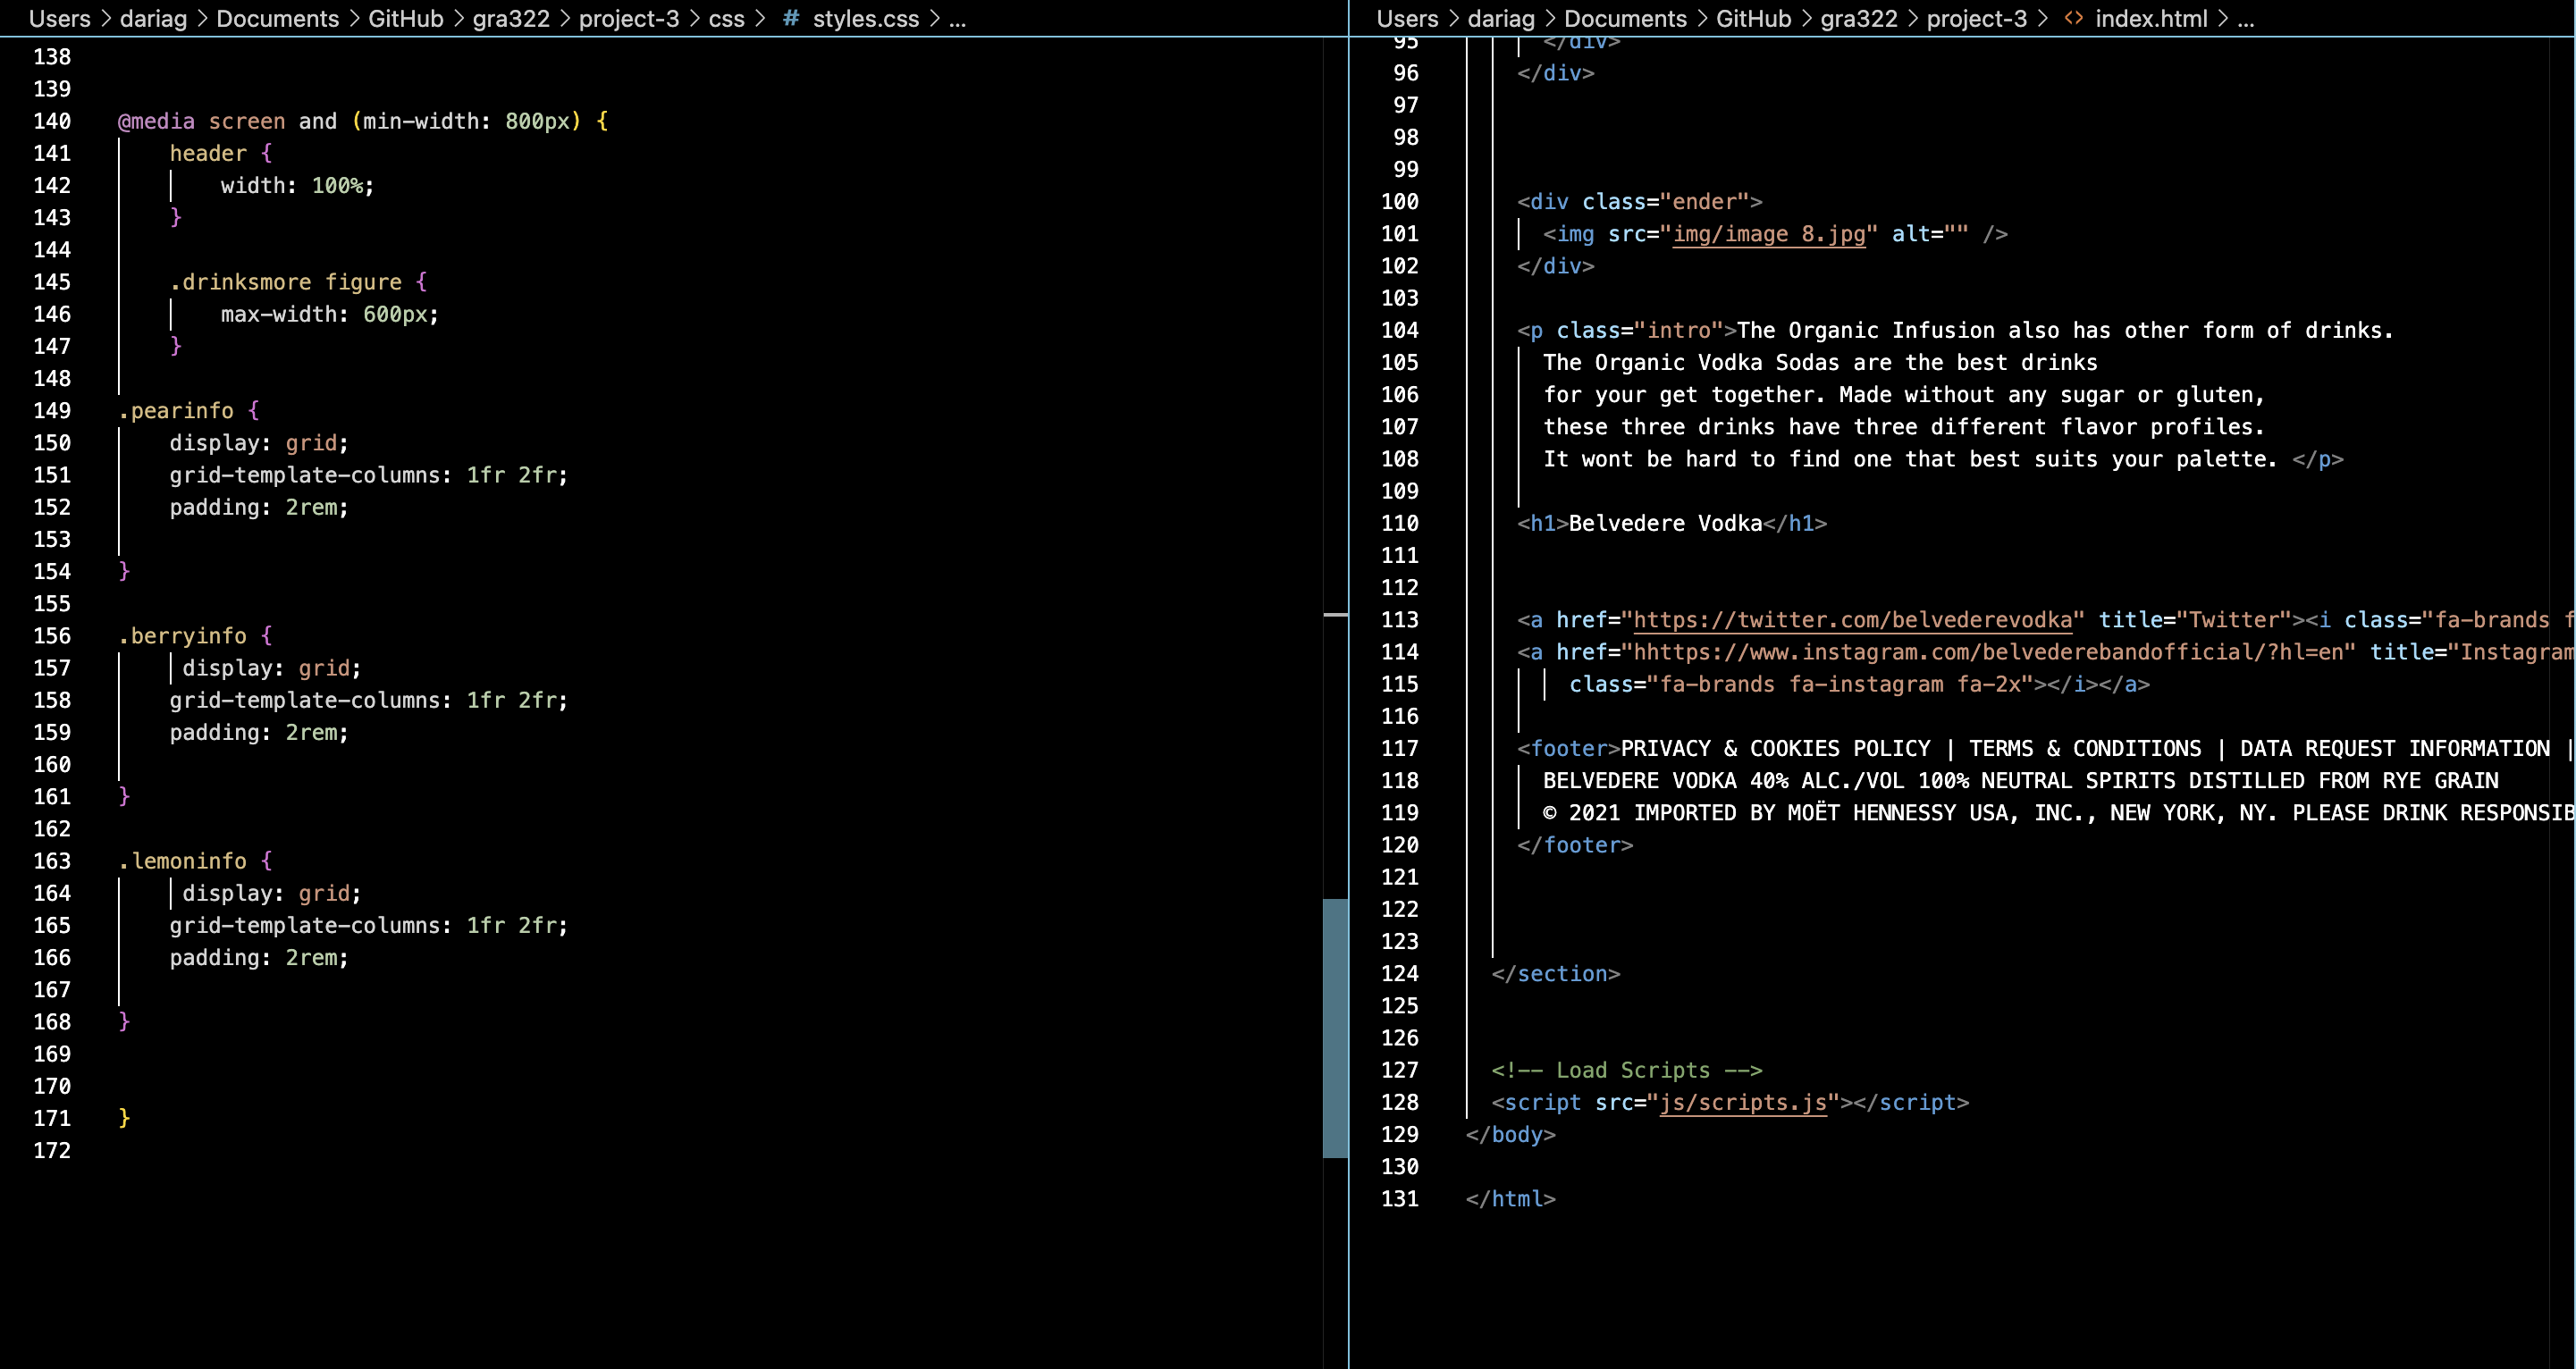 Users > dariag > Documents > GitHub > gra322 > project-3 > css > # styles.css > ...
138
139
140 @media screen and (min-width: 800px) {
141 header {
142 width: 100%;
143 }
144
145 .drinksmore figure {
146 max-width: 600px;
147 }
148
149 .pearinfo {
150 display: grid;
151 grid-template-columns: 1fr 2fr;
152 padding: 2rem;
153
154 }
155
156 .berryinfo {
157 display: grid;
158 grid-template-columns: 1fr 2fr;
159 padding: 2rem;
160
161 }
162
163 .lemoninfo {
164 display: grid;
165 grid-template-columns: 1fr 2fr;
166 padding: 2rem;
167
168 }
169
170
171 }
172
Users > dariag > Documents > GitHub > gra322 > project-3 > <> index.html > ...
95 </div>
96 </div>
97
98
99
100 <div class="ender">
101 <img src="img/image 8.jpg" alt="" />
102 </div>
103
104 <p class="intro">The Organic Infusion also has other form of drinks.
105 The Organic Vodka Sodas are the best drinks
106 for your get together. Made without any sugar or gluten,
107 these three drinks have three different flavor profiles.
108 It wont be hard to find one that best suits your palette. </p>
109
110 <h1>Belvedere Vodka</h1>
111
112
113 <a href="https://twitter.com/belvederevodka" title="Twitter"><i class="fa-brands f
114 <a href="hhttps://www.instagram.com/belvederebandofficial/?hl=en" title="Instagram
115 class="fa-brands fa-instagram fa-2x"></i></a>
116
117 <footer>PRIVACY & COOKIES POLICY | TERMS & CONDITIONS | DATA REQUEST INFORMATION |
118 BELVEDERE VODKA 40% ALC./VOL 100% NEUTRAL SPIRITS DISTILLED FROM RYE GRAIN
119 © 2021 IMPORTED BY MOËT HENNESSY USA, INC., NEW YORK, NY. PLEASE DRINK RESPONSIB
120 </footer>
121
122
123
124 </section>
125
126
127 <!-- Load Scripts -->
128 <script src="js/scripts.js"></script>
129 </body>
130
131 </html>